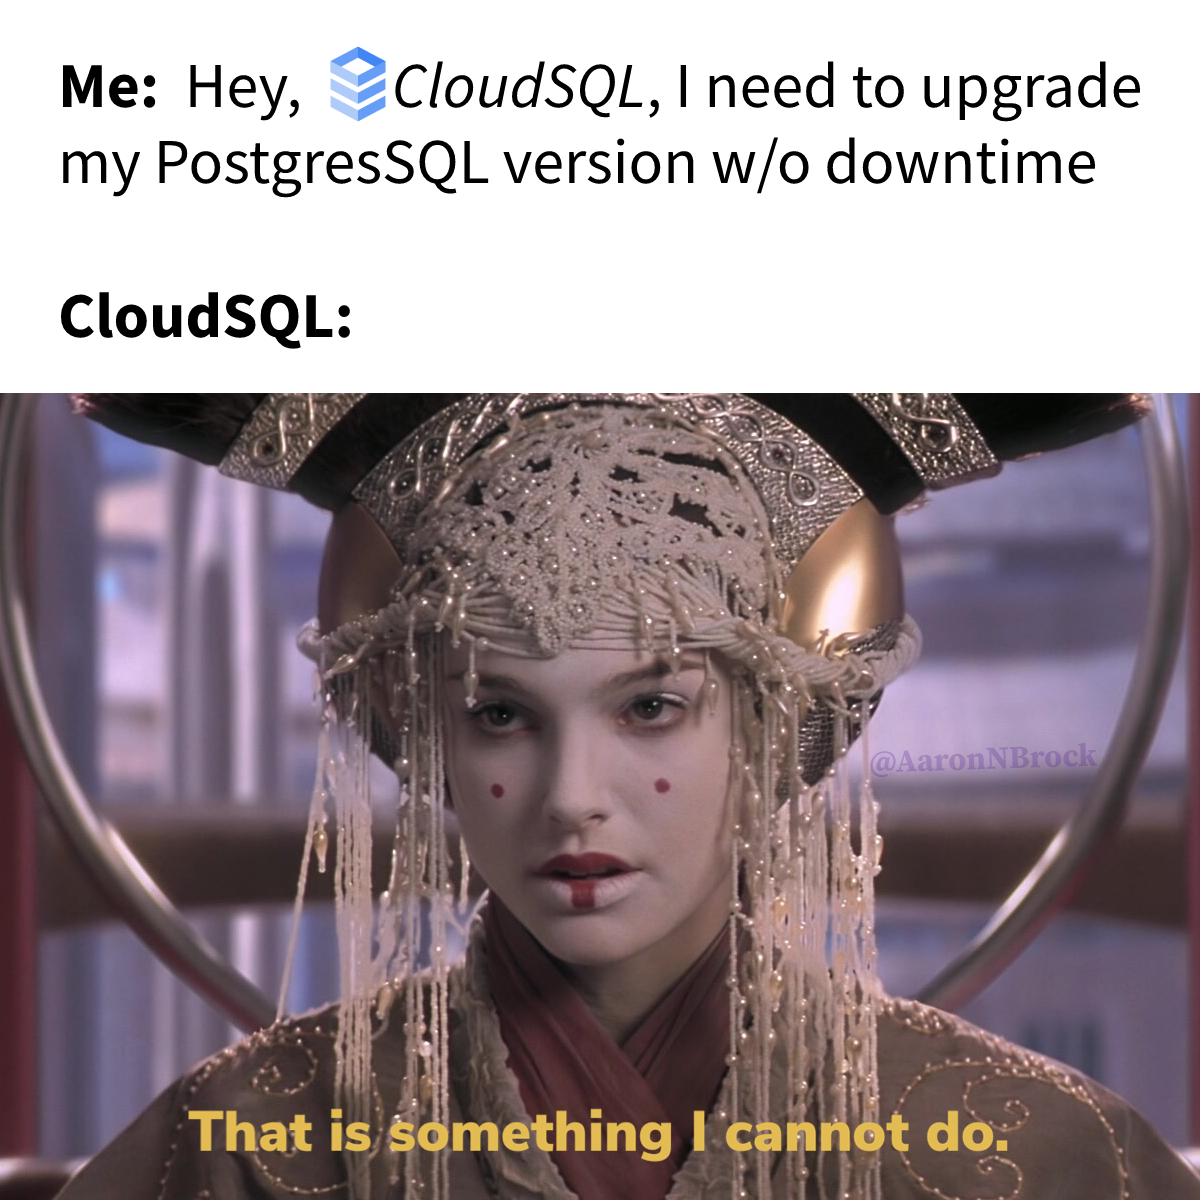 Me: Hey, CloudSQL, I need to upgrade
my PostgresSQL version w/o downtime
CloudSQL:
@AaronNBrock
That is something I cannot do.